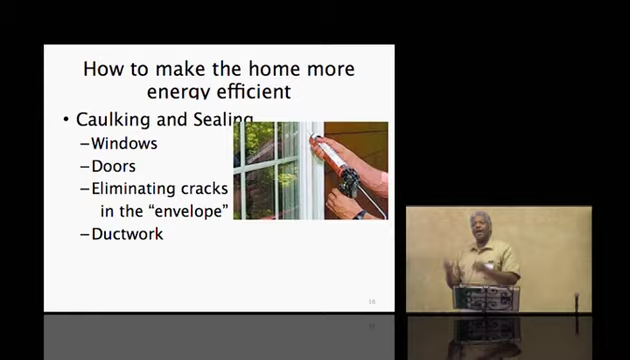 How to make the home more
energy efficient
• Caulking and Sealing
–Windows
–Doors
–Eliminating cracks
in the “envelope”
–Ductwork
16